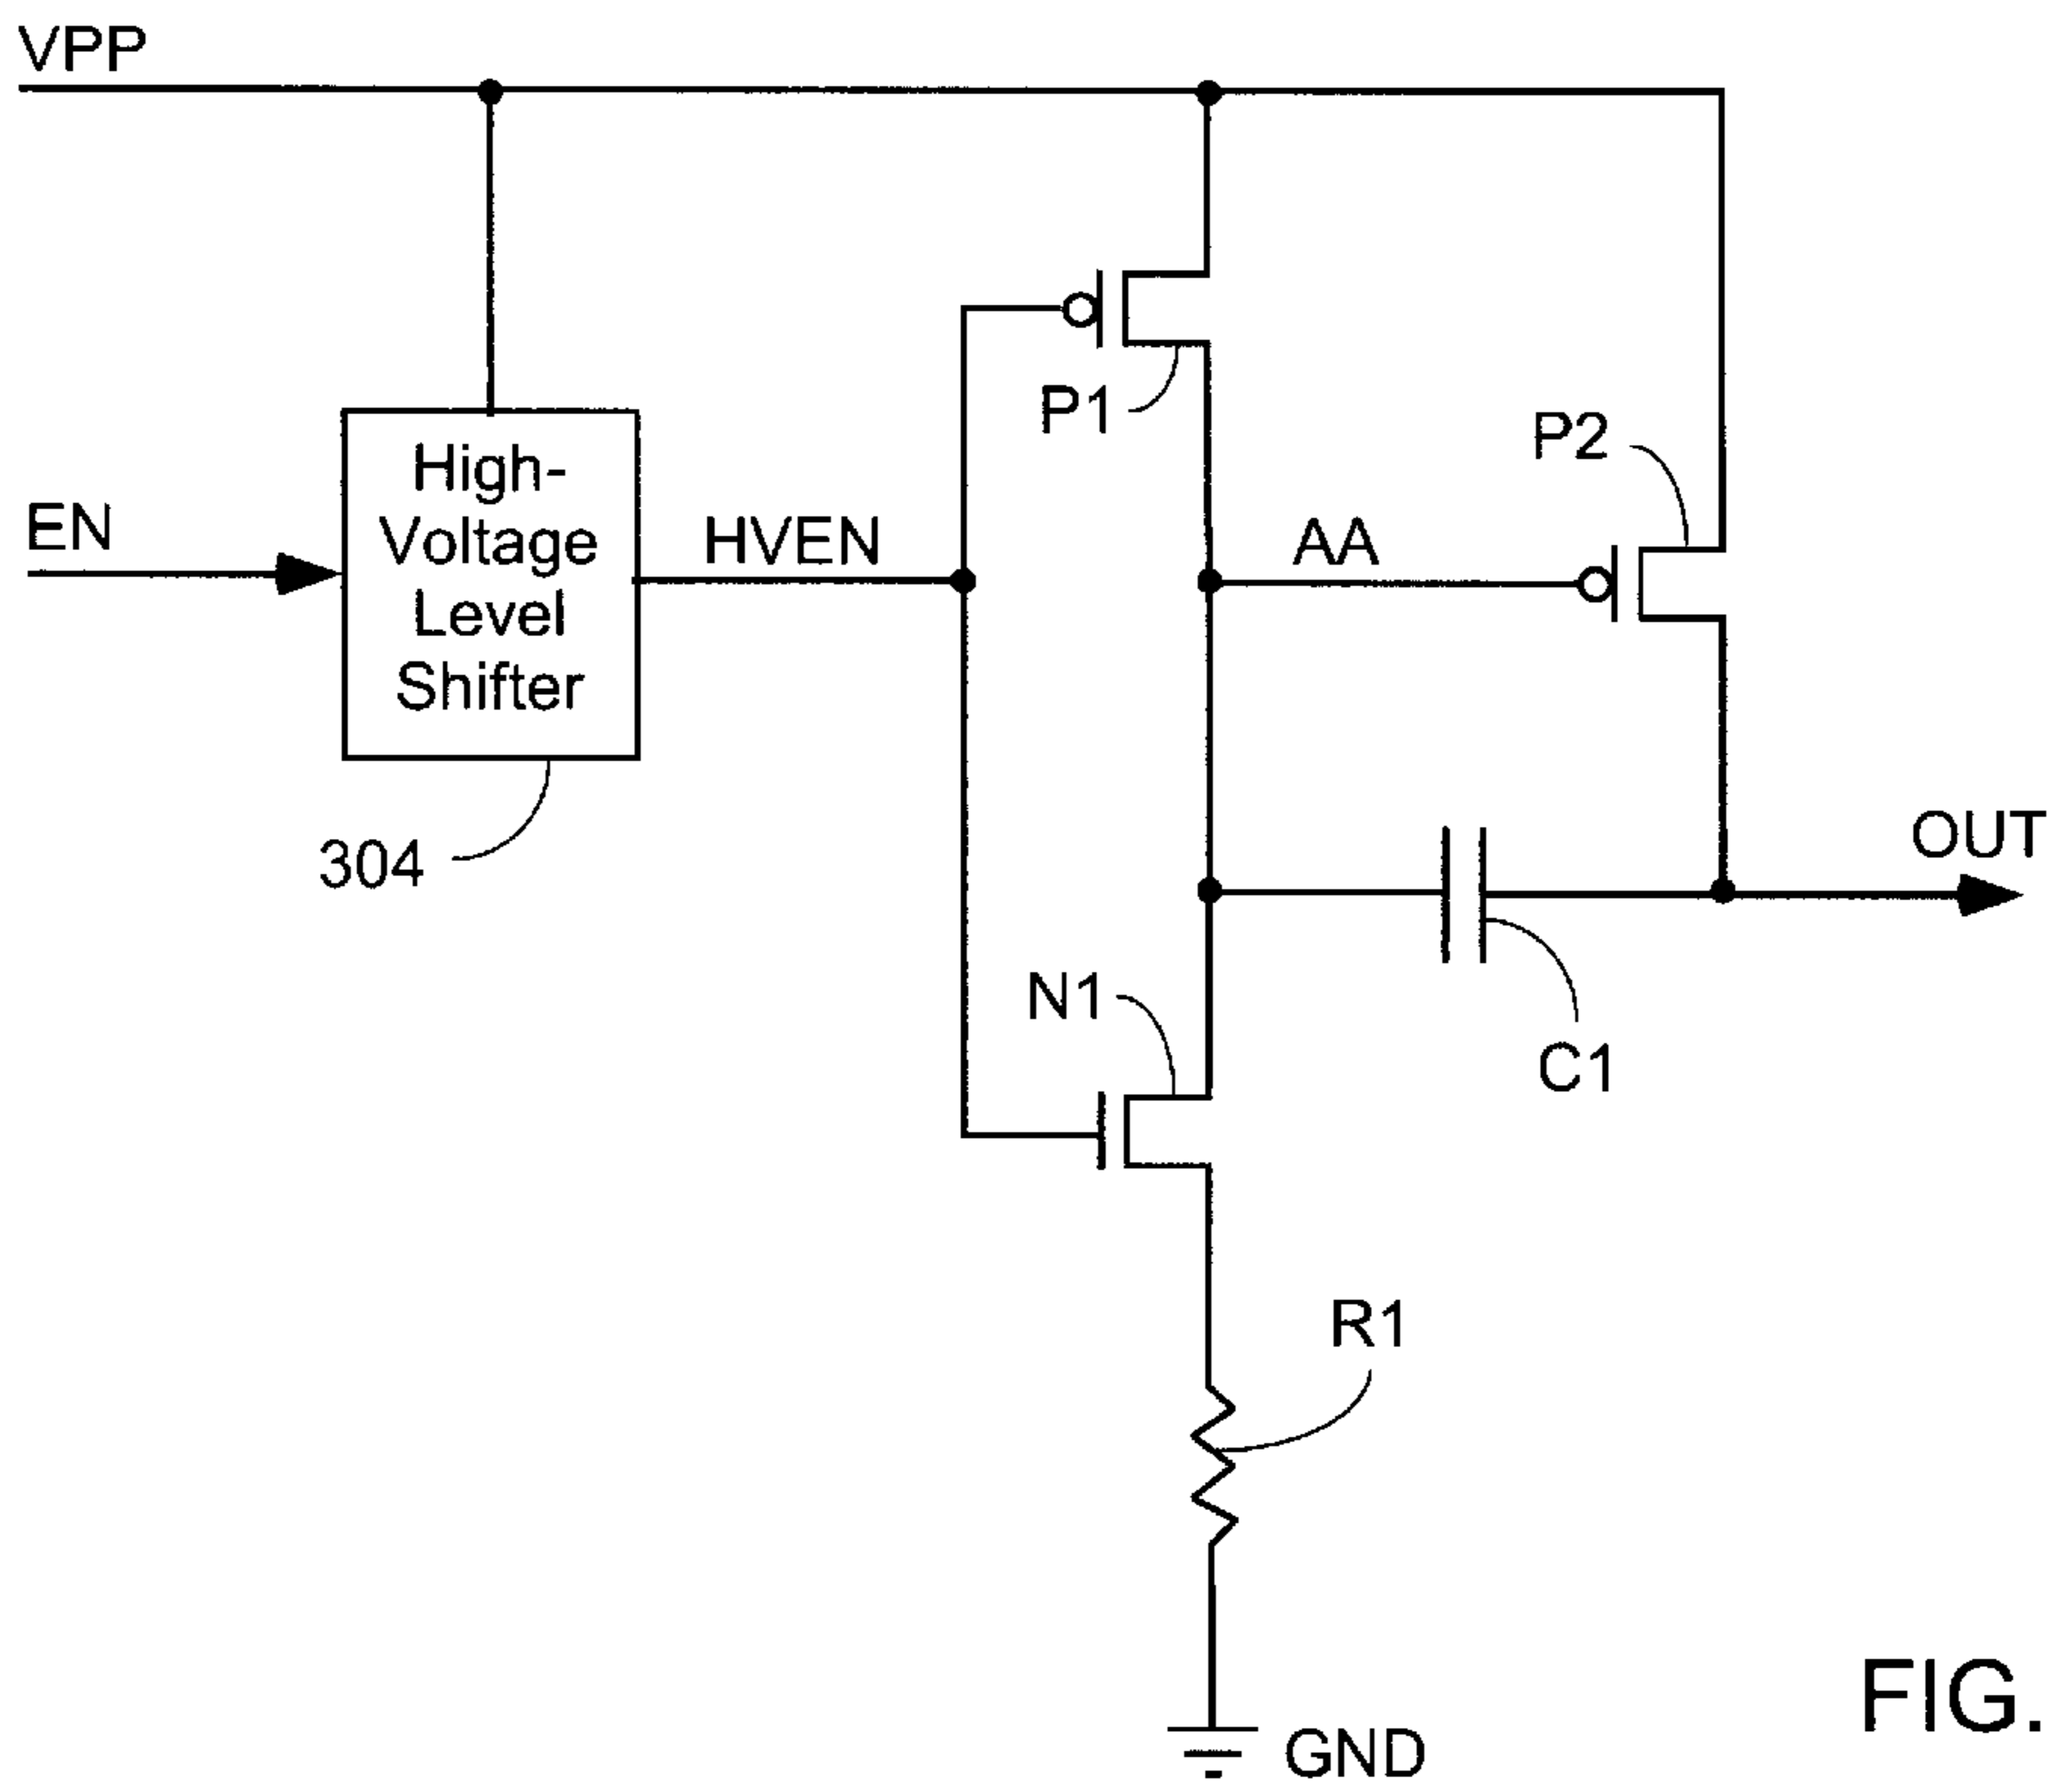 VPP
P1
P2
High-
Voltage
Level
Shifter
EN
HVEN
AA
304
OUT
N1
C1
R1
FIG.
GND